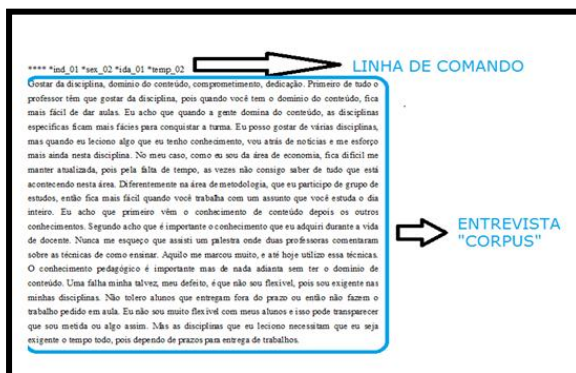 **** *ind_01 *sex_02 *ida_01 *temp_02
LINHA DE COMANDO
Gostar da disciplina, domínio do conteúdo, comprometimento, dedicação. Primeiro de tudo o
professor têm que gostar da disciplina, pois quando você tem o domínio do conteúdo, fica
mais fácil de dar aulas. Eu acho que quando a gente domina do conteúdo, as disciplinas
específicas ficam mais fácies para conquistar a turma. Eu posso gostar de várias disciplinas,
mas quando eu leciono algo que eu tenho conhecimento, vou atrás de notícias e me esforço
mais ainda nesta disciplina. No meu caso, como eu sou da área de economia, fica difícil me
manter atualizada, pois pela falta de tempo, as vezes não consigo saber de tudo que está
acontecendo nesta área. Diferentemente na área de metodologia, que eu participo de grupo de
estudos, então fica mais fácil quando você trabalha com um assunto que você estuda o dia
inteiro. Eu acho que primeiro vêm o conhecimento de conteúdo depois os outros
conhecimentos. Segundo acho que é importante o conhecimento que eu adquiri durante a vida
de docente. Nunca me esqueço que assisti um palestra onde duas professoras comentaram
sobre as técnicas de como ensinar. Aquilo me marcou muito, e até hoje utilizo essa técnicas.
O conhecimento pedagógico é importante mas de nada adianta sem ter o domínio de
conteúdo. Uma falha minha talvez, meu defeito, é que não sou flexível, pois sou exigente nas
minhas disciplinas. Não tolero alunos que entregam fora do prazo ou então não fazem o
trabalho pedido em aula. Eu não sou muito flexível com meus alunos e isso pode transparecer
que sou metida ou algo assim. Mas as disciplinas que eu leciono necessitam que eu seja
exigente o tempo todo, pois dependo de prazos para entrega de trabalhos.
ENTREVISTA
"CORPUS"